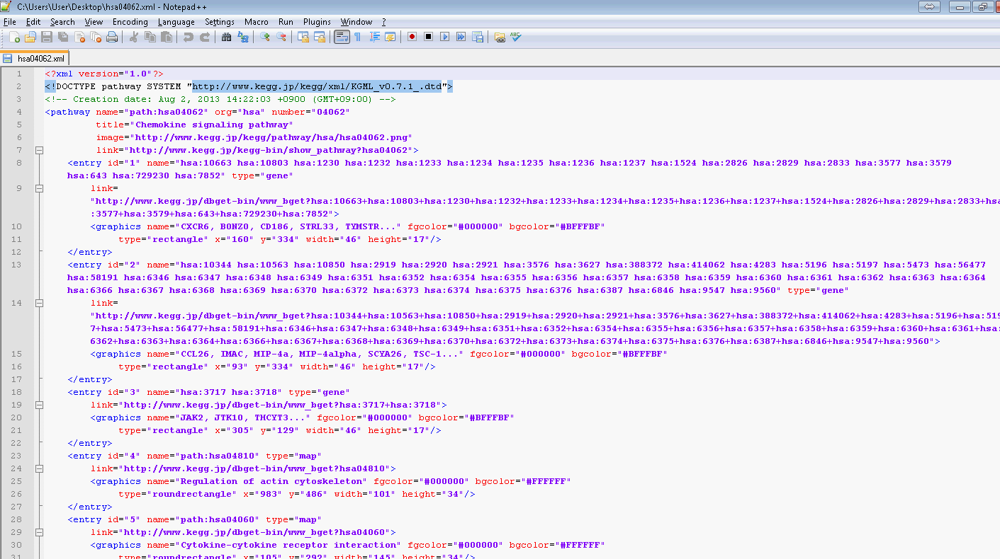 C:\Users\User\Desktop\hsa04062.xml - Notepad++
File Edit Search View Encoding Language Settings Macro Run Plugins Window ?
hsa04062.xml
1 <?xml version="1.0"?>
2 <!DOCTYPE pathway SYSTEM "http://www.kegg.jp/kegg/xml/KGML_v0.7.1_.dtd">
3 <!-- Creation date: Aug 2, 2013 14:22:03 +0900 (GMT+09:00) -->
4 <pathway name="path:hsa04062" org="hsa" number="04062"
5 title="Chemokine signaling pathway"
6 image="http://www.kegg.jp/kegg/pathway/hsa/hsa04062.png"
7 link="http://www.kegg.jp/kegg-bin/show_pathway?hsa04062">
8 <entry id="1" name="hsa:10663 hsa:10803 hsa:1230 hsa:1232 hsa:1233 hsa:1234 hsa:1235 hsa:1236 hsa:1237 hsa:1524 hsa:2826 hsa:2829 hsa:2833 hsa:3577 hsa:3579
hsa:643 hsa:729230 hsa:7852" type="gene"
9 link=
"http://www.kegg.jp/dbget-bin/www_bget?hsa:10663+hsa:10803+hsa:1230+hsa:1232+hsa:1233+hsa:1234+hsa:1235+hsa:1236+hsa:1237+hsa:1524+hsa:2826+hsa:2829+hsa:2833+hsa
:3577+hsa:3579+hsa:643+hsa:729230+hsa:7852">
10 <graphics name="CXCR6, BONZO, CD186, STRL33, TYMSTR..." fgcolor="#000000" bgcolor="#BFFFBF"
11 type="rectangle" x="160" y="334" width="46" height="17"/>
12 </entry>
13 <entry id="2" name="hsa:10344 hsa:10563 hsa:10850 hsa:2919 hsa:2920 hsa:2921 hsa:3576 hsa:3627 hsa:388372 hsa:414062 hsa:4283 hsa:5196 hsa:5197 hsa:5473 hsa:56477
hsa:58191 hsa:6346 hsa:6347 hsa:6348 hsa:6349 hsa:6351 hsa:6352 hsa:6354 hsa:6355 hsa:6356 hsa:6357 hsa:6358 hsa:6359 hsa:6360 hsa:6361 hsa:6362 hsa:6363 hsa:6364
hsa:6366 hsa:6367 hsa:6368 hsa:6369 hsa:6370 hsa:6372 hsa:6373 hsa:6374 hsa:6375 hsa:6376 hsa:6387 hsa:6846 hsa:9547 hsa:9560" type="gene"
14 link=
"http://www.kegg.jp/dbget-bin/www_bget?hsa:10344+hsa:10563+hsa:10850+hsa:2919+hsa:2920+hsa:2921+hsa:3576+hsa:3627+hsa:388372+hsa:414062+hsa:4283+hsa:5196+hsa:519
7+hsa:5473+hsa:56477+hsa:58191+hsa:6346+hsa:6347+hsa:6348+hsa:6349+hsa:6351+hsa:6352+hsa:6354+hsa:6355+hsa:6356+hsa:6357+hsa:6358+hsa:6359+hsa:6360+hsa:6361+hsa:
6362+hsa:6363+hsa:6364+hsa:6366+hsa:6367+hsa:6368+hsa:6369+hsa:6370+hsa:6372+hsa:6373+hsa:6374+hsa:6375+hsa:6376+hsa:6387+hsa:6846+hsa:9547+hsa:9560">
15 <graphics name="CCL26, IMAC, MIP-4a, MIP-4alpha, SCYA26, TSC-1..." fgcolor="#000000" bgcolor="#BFFFBF"
16 type="rectangle" x="93" y="334" width="46" height="17"/>
17 </entry>
18 <entry id="3" name="hsa:3717 hsa:3718" type="gene"
19 link="http://www.kegg.jp/dbget-bin/www_bget?hsa:3717+hsa:3718">
20 <graphics name="JAK2, JTK10, THCYT3..." fgcolor="#000000" bgcolor="#BFFFBF"
21 type="rectangle" x="305" y="129" width="46" height="17"/>
22 </entry>
23 <entry id="4" name="path:hsa04810" type="map"
24 link="http://www.kegg.jp/dbget-bin/www_bget?hsa04810">
25 <graphics name="Regulation of actin cytoskeleton" fgcolor="#000000" bgcolor="#FFFFFF"
26 type="roundrectangle" x="983" y="486" width="101" height="34"/>
27 </entry>
28 <entry id="5" name="path:hsa04060" type="map"
29 link="http://www.kegg.jp/dbget-bin/www_bget?hsa04060">
30 <graphics name="Cytokine-cytokine receptor interaction" fgcolor="#000000" bgcolor="#FFFFFF"
31 type="roundrectangle" x="105" y="292" width="145" height="34"/>